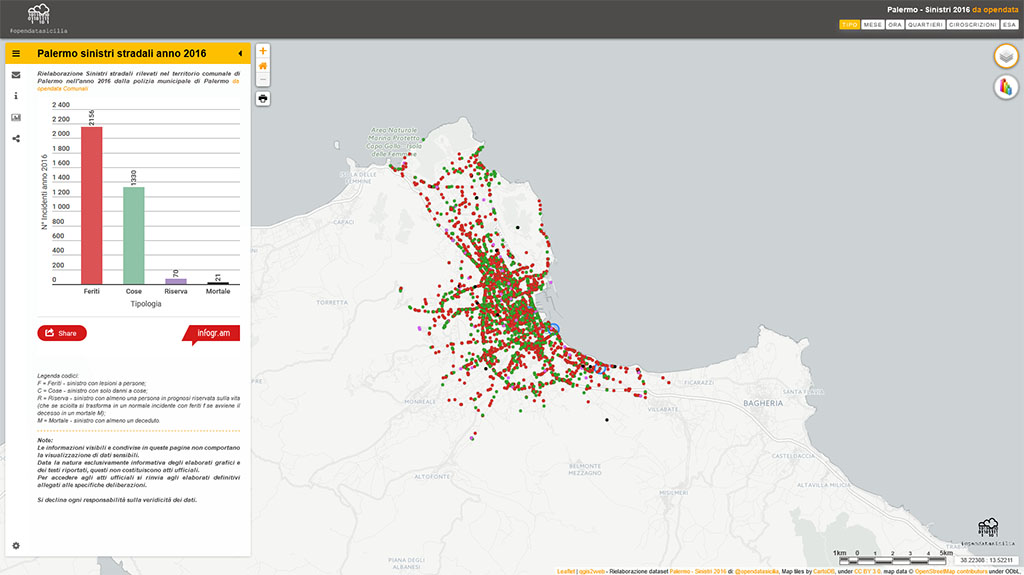 #opendatasicilia
Palermo - Sinistri 2016 da opendata
TIPO MESE ORA QUARTIERI CIROSCRIZIONI ESA
Palermo sinistri stradali anno 2016
Rielaborazione Sinistri stradali rilevati nel territorio comunale di
Palermo nell'anno 2016 dalla polizia municipale di Palermo da
opendata Comunali
2 400
2 200
2 000
1 800
1 600
1 400
1 200
1 000
800
600
400
200
0
N° Incidenti anno 2016
2156
1330
70
21
Feriti Cose Riserva Mortale
Tipologia
Share
infogr.am
Legenda codici:
F = Feriti - sinistro con lesioni a persone;
C = Cose - sinistro con solo danni a cose;
R = Riserva - sinistro con almeno una persona in prognosi riservata sulla vita
(che se sciolta si trasforma in un normale incidente con feriti f se avviene il
decesso in un mortale M);
M = Mortale - sinistro con almeno un deceduto.
Note:
Le informazioni visibili e condivise in queste pagine non comportano
la visualizzazione di dati sensibili.
Data la natura esclusivamente informativa degli elaborati grafici e
dei testi riportati, questi non costituiscono atti ufficiali.
Per accedere agli atti ufficiali si rinvia agli elaborati definitivi
allegati alle specifiche deliberazioni.
Si declina ogni responsabilità sulla veridicità dei dati.
Area Naturale
Marina Protetta
Capo Gallo - Isola
delle Femmine
ISOLA DELLE
FEMMINE
CAPACI
TORRETTA
MONREALE
ALTOFONTE
BELMONTE
MEZZAGNO
MISILMERI
VILLABATE
FICARAZZI
BAGHERIA
SANTA FLAVIA
CASTELDACCIA
ALTAVILLA MILICIA
PIANA DEGLI
ALBANESI
#opendatasicilia
1km 0 1 2 3 4 5km
38.22308 : 13.52211
Leaflet | qgis2web - Rielaborazione dataset Palermo - Sinistri 2016 di: @opendatasicilia, Map tiles by CartoDB, under CC BY 3.0, map data © OpenStreetMap contributors under ODbL.